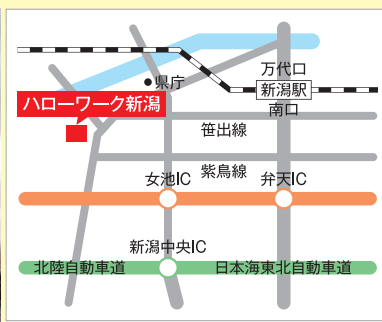 万代口
新潟駅
南口
県庁
ハローワーク新潟
笹出線
紫鳥線
女池IC
弁天IC
新潟中央IC
北陸自動車道
日本海東北自動車道